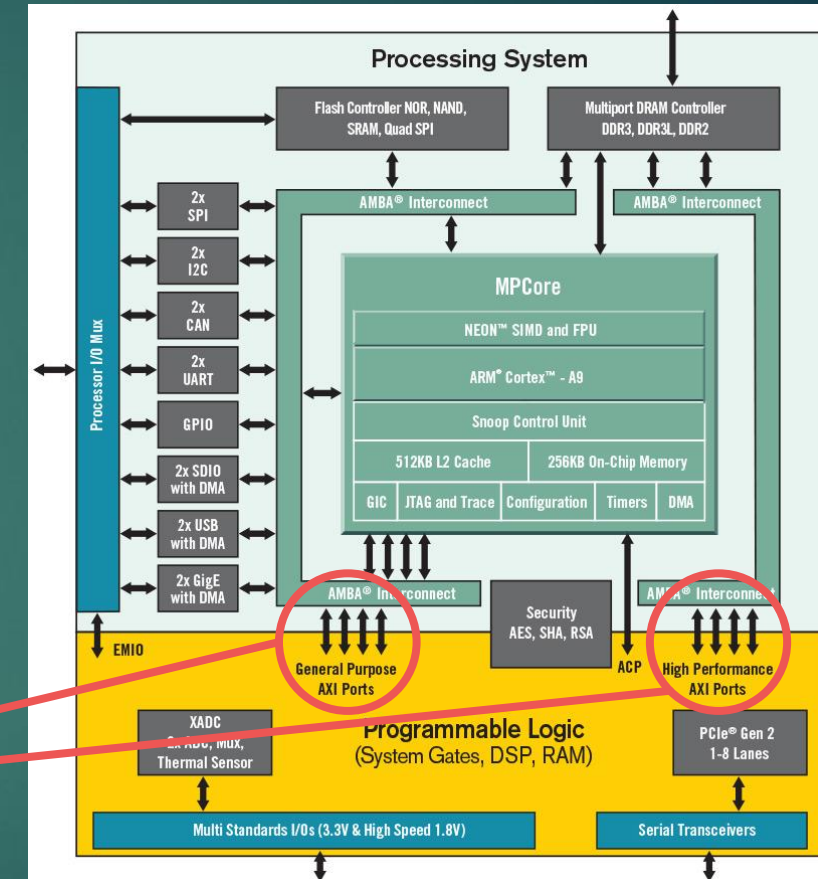 Processing System
Flash Controller NOR, NAND,
SRAM, Quad SPI
Multiport DRAM Controller
DDR3, DDR3L, DDR2
AMBA® Interconnect
AMBA® Interconnect
Processor I/O Mux
2x
SPI
2x
I2C
2x
CAN
2x
UART
GPIO
2x SDIO
with DMA
2x USB
with DMA
2x GigE
with DMA
MPCore
NEON™ SIMD and FPU
ARM® Cortex™ - A9
Snoop Control Unit
512KB L2 Cache
256KB On-Chip Memory
GIC
JTAG and Trace
Configuration
Timers
DMA
AMBA® Interconnect
AMBA® Interconnect
Security
AES, SHA, RSA
EMIO
General Purpose
AXI Ports
ACP
High Performance
AXI Ports
XADC
2x ADC, Mux,
Thermal Sensor
Programmable Logic
(System Gates, DSP, RAM)
PCIe® Gen 2
1-8 Lanes
Multi Standards I/Os (3.3V & High Speed 1.8V)
Serial Transceivers